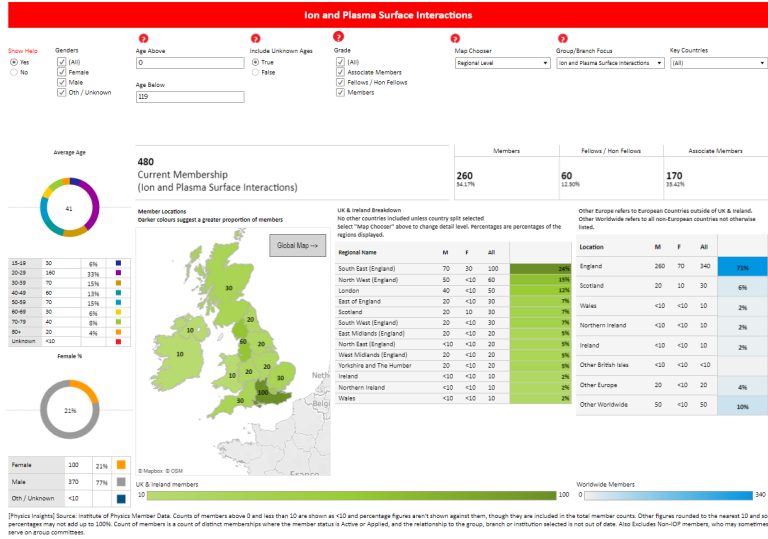 Ion and Plasma Surface Interactions
Show Help
Yes
No
Genders
(All)
Female
Male
Oth / Unknown
?
Age Above
0
Age Below
119
?
Include Unknown Ages
True
False
?
Grade
(All)
Associate Members
Fellows / Hon Fellows
Members
?
Map Chooser
Regional Level
?
Group/Branch Focus
Ion and Plasma Surface Interactions
Key Countries
(All)
Average Age
41
15-19 30 6%
20-29 160 33%
30-39 70 15%
40-49 60 13%
50-59 70 15%
60-69 30 6%
70-79 40 8%
80+ 20 4%
Unknown <10
Female %
21%
Female 100 21%
Male 370 77%
Oth / Unknown <10
480
Current Membership
(Ion and Plasma Surface Interactions)
Members Fellows / Hon Fellows Associate Members
260 60 170
54.17% 12.50% 35.42%
Member Locations
Darker colours suggest a greater proportion of members
Global Map -->
30
20
10
60 20
10
10 20 20
30
100
30
Neth
Belg
France
© Mapbox © OSM
UK & Ireland Breakdown
No other countries included unless country split selected
Select "Map Chooser" above to change detail level. Percentages are percentages of the
regions displayed.
Regional Name M F All
South East (England) 70 30 100 24%
North West (England) 50 <10 60 15%
London 40 <10 50 12%
East of England 20 <10 30 7%
Scotland 20 10 30 7%
South West (England) 20 <10 30 7%
East Midlands (England) 20 <10 20 5%
North East (England) <10 <10 20 5%
West Midlands (England) 20 <10 20 5%
Yorkshire and The Humber 20 <10 20 5%
Ireland <10 <10 10 2%
Northern Ireland <10 <10 10 2%
Wales <10 <10 10 2%
Other Europe refers to European Countries outside of UK & Ireland.
Other Worldwide refers to all non-European countries not otherwise
listed.
Location M F All
England 260 70 340 71%
Scotland 20 10 30 6%
Wales <10 <10 10 2%
Northern Ireland <10 <10 10 2%
Ireland <10 <10 10 2%
Other British Isles <10 <10 <10
Other Europe 20 <10 20 4%
Other Worldwide 50 <10 50 10%
UK & Ireland members
10 100
Worldwide Members
0 340
[Physics Insights] Source: Institute of Physics Member Data. Counts of members above 0 and less than 10 are shown as <10 and percentage figures aren't shown against them, though they are included in the total member counts. Other figures rounded to the nearest 10 and so
percentages may not add up to 100%. Count of members is a count of distinct memberships where the member status is Active or Applied, and the relationship to the group, branch or institution selected is not out of date. Also Excludes Non-IOP members, who may sometimes
serve on group committees.